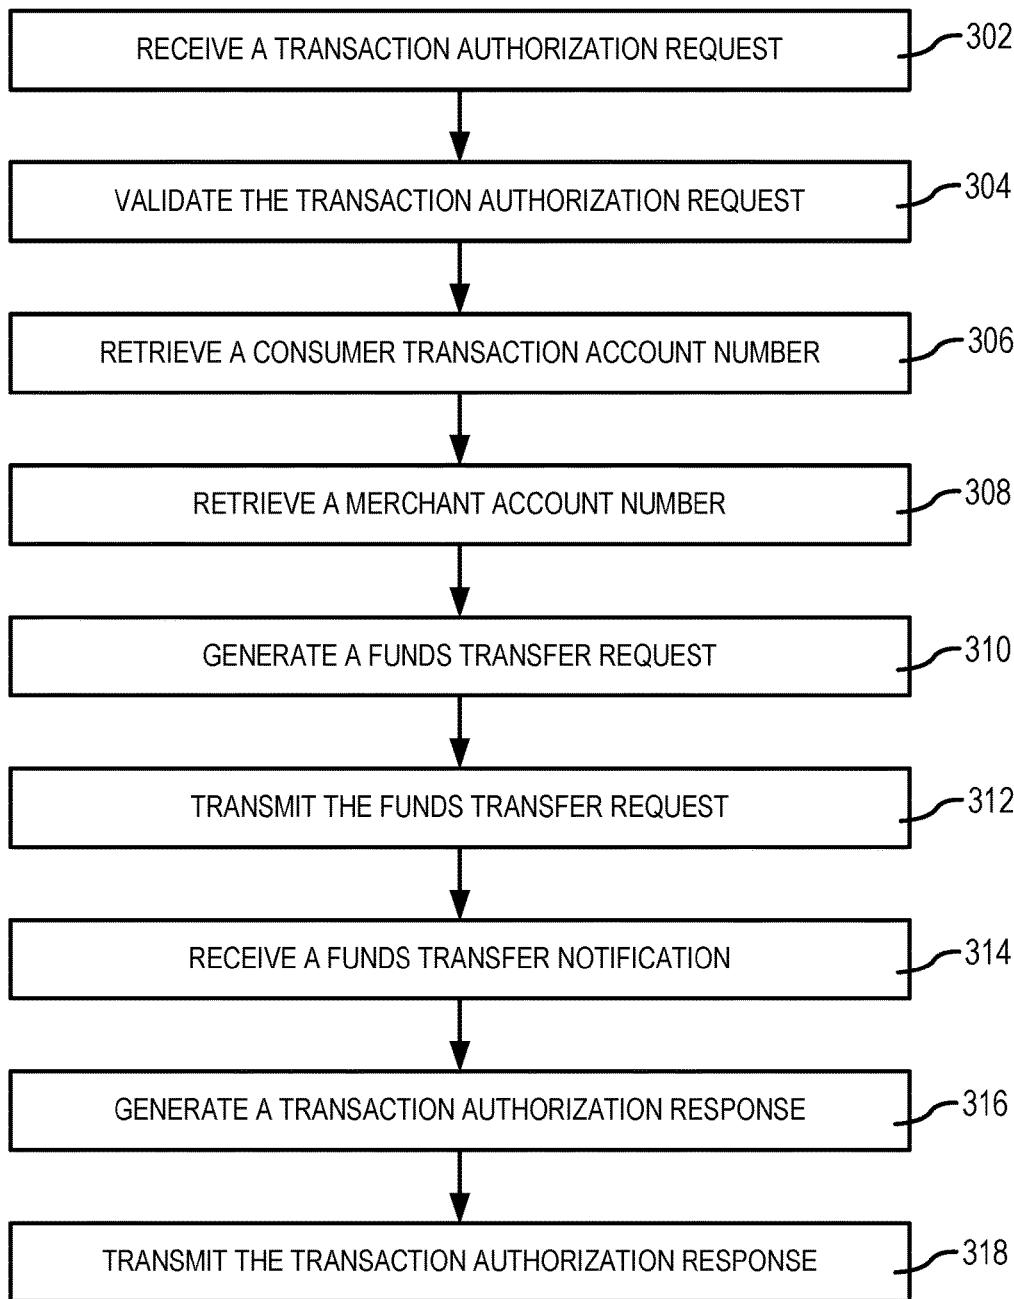 RECEIVE A TRANSACTION AUTHORIZATION REQUEST
302
VALIDATE THE TRANSACTION AUTHORIZATION REQUEST
304
RETRIEVE A CONSUMER TRANSACTION ACCOUNT NUMBER
306
RETRIEVE A MERCHANT ACCOUNT NUMBER
308
GENERATE A FUNDS TRANSFER REQUEST
310
TRANSMIT THE FUNDS TRANSFER REQUEST
312
RECEIVE A FUNDS TRANSFER NOTIFICATION
314
GENERATE A TRANSACTION AUTHORIZATION RESPONSE
316
TRANSMIT THE TRANSACTION AUTHORIZATION RESPONSE
318